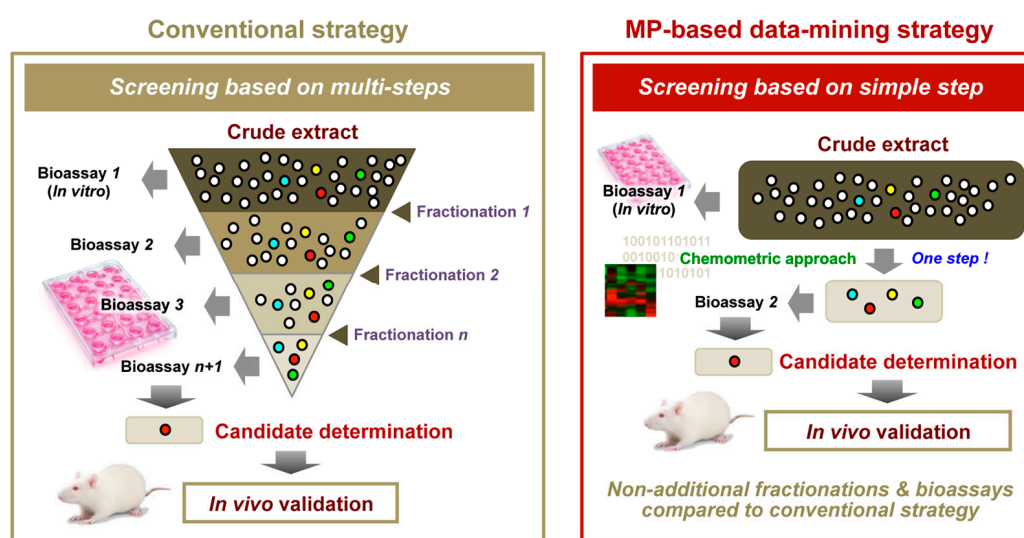 Conventional strategy
Screening based on multi-steps
Crude extract
Bioassay 1
(In vitro)
Fractionation 1
Bioassay 2
Fractionation 2
Bioassay 3
Fractionation n
Bioassay n+1
Candidate determination
In vivo validation
MP-based data-mining strategy
Screening based on simple step
Crude extract
Bioassay 1
(In vitro)
100101101011
0010010
Chemometric approach
One step !
1010101
Bioassay 2
Candidate determination
In vivo validation
Non-additional fractionations & bioassays
compared to conventional strategy